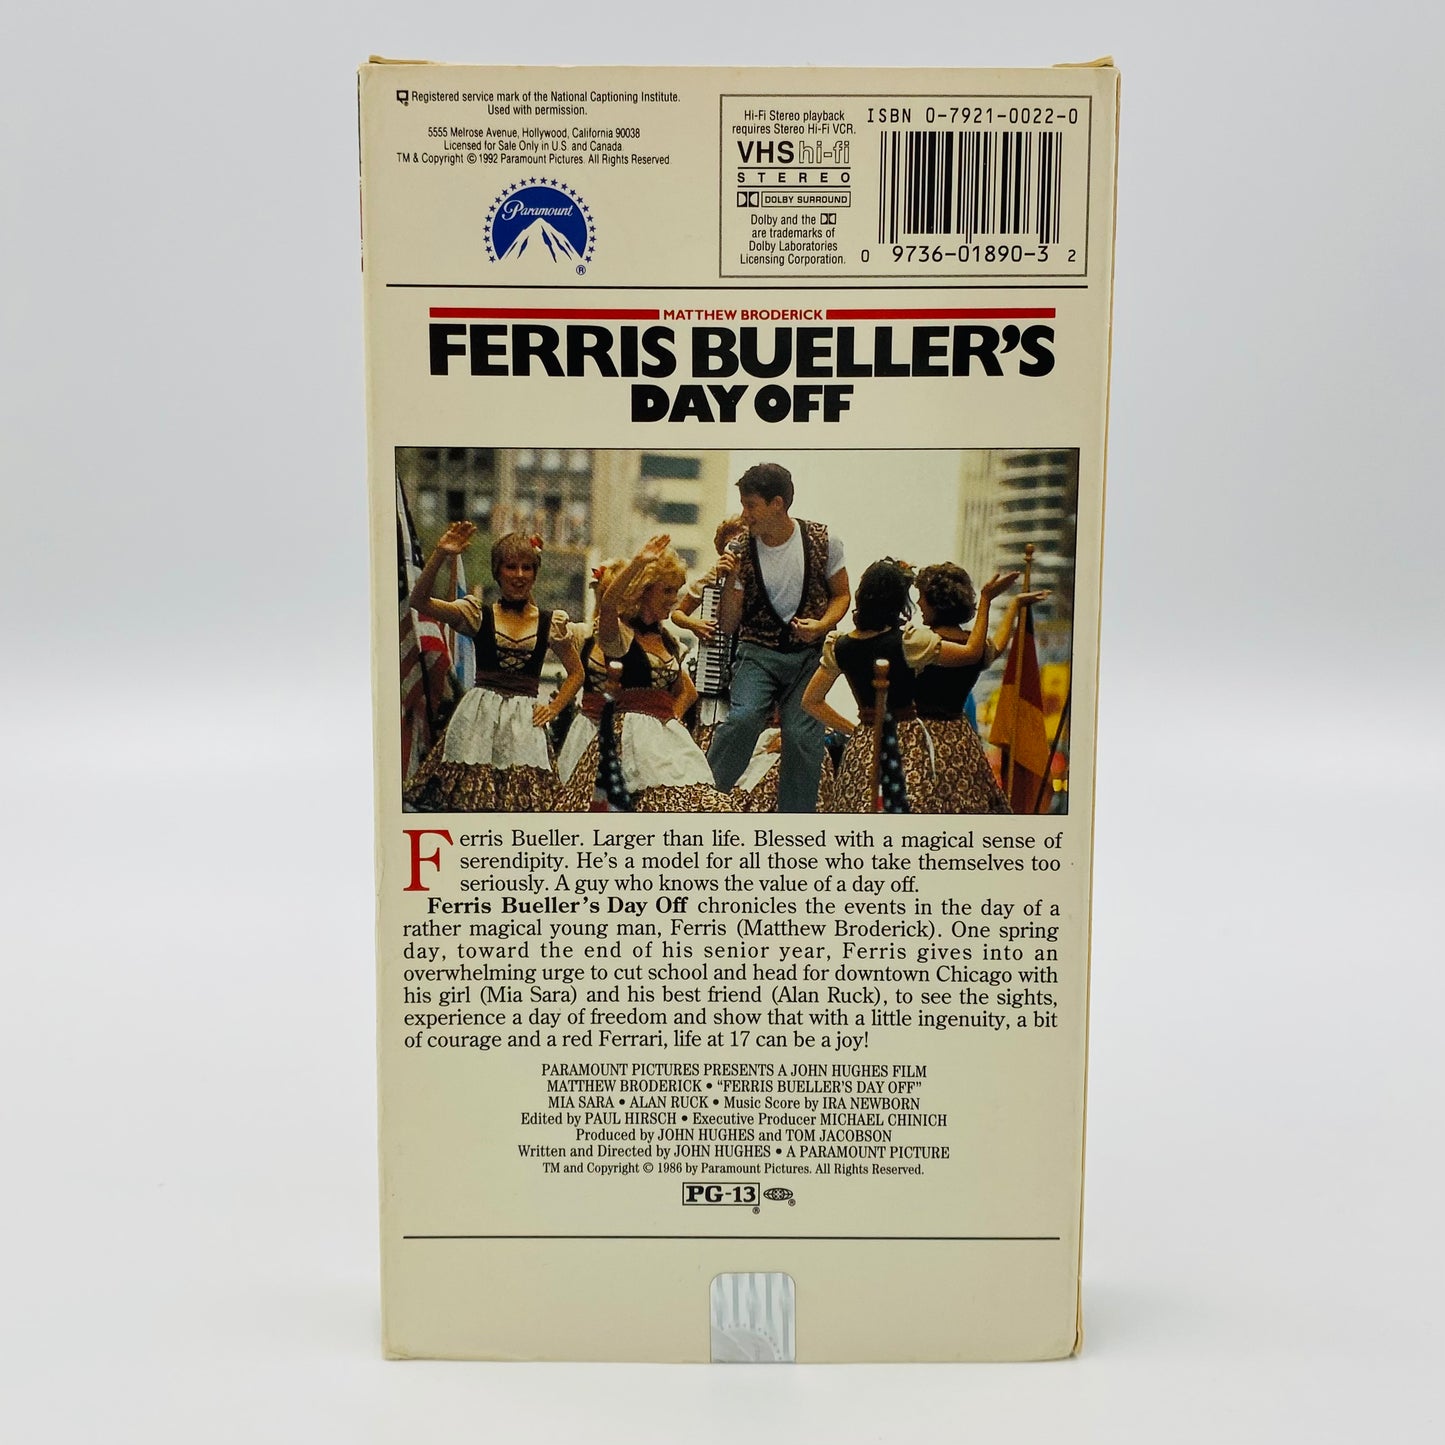 Registered service mark of the National Captioning Institute.
Used with permission.
5555 Melrose Avenue, Hollywood, California 90038
Licensed for Sale Only in U.S. and Canada
TM & Copyright © 1992 Paramount Pictures. All Rights Reserved.
Paramount
®
Hi-Fi Stereo playback
requires Stereo Hi-Fi VCR.
VHS hi-fi
STEREO
DOLBY SURROUND
Dolby and the
are trademarks of
Dolby Laboratories
Licensing Corporation.
ISBN 0-7921-0022-0
0 9736-01890-3 2
MATTHEW BRODERICK
FERRIS BUELLER'S
DAY OFF
Ferris Bueller. Larger than life. Blessed with a magical sense of
serendipity. He's a model for all those who take themselves too
seriously. A guy who knows the value of a day off.
Ferris Bueller's Day Off chronicles the events in the day of a
rather magical young man, Ferris (Matthew Broderick). One spring
day, toward the end of his senior year, Ferris gives into an
overwhelming urge to cut school and head for downtown Chicago with
his girl (Mia Sara) and his best friend (Alan Ruck), to see the sights,
experience a day of freedom and show that with a little ingenuity, a bit
of courage and a red Ferrari, life at 17 can be a joy!
PARAMOUNT PICTURES PRESENTS A JOHN HUGHES FILM
MATTHEW BRODERICK • "FERRIS BUELLER'S DAY OFF"
MIA SARA • ALAN RUCK • Music Score by IRA NEWBORN
Edited by PAUL HIRSCH • Executive Producer MICHAEL CHINICH
Produced by JOHN HUGHES and TOM JACOBSON
Written and Directed by JOHN HUGHES • A PARAMOUNT PICTURE
TM and Copyright © 1986 by Paramount Pictures. All Rights Reserved.
PG-13
® ®